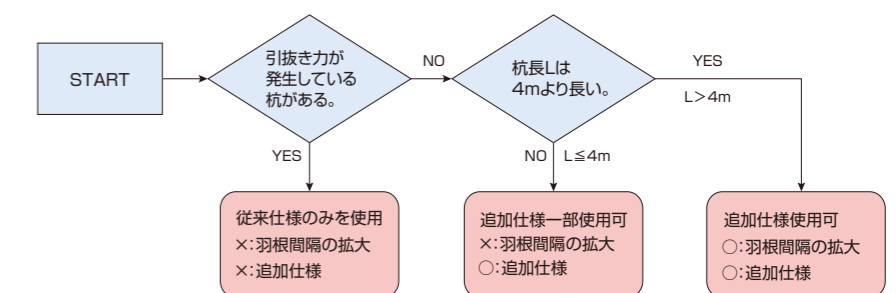 START
引抜き力が
発生している
杭がある。
NO
杭長Lは
4mより長い。
YES
L>4m
YES
NO L≦4m
従来仕様のみを使用
×:羽根間隔の拡大
×:追加仕様
追加仕様一部使用可
×:羽根間隔の拡大
○:追加仕様
追加仕様使用可
○:羽根間隔の拡大
○:追加仕様